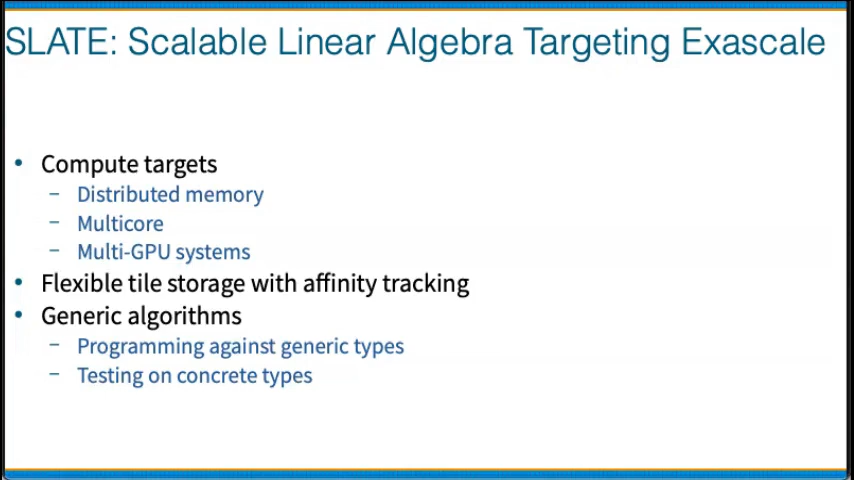 SLATE: Scalable Linear Algebra Targeting Exascale
• Compute targets
– Distributed memory
– Multicore
– Multi-GPU systems
• Flexible tile storage with affinity tracking
• Generic algorithms
– Programming against generic types
– Testing on concrete types